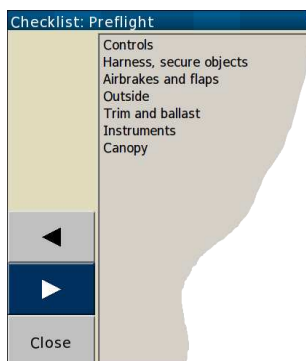 Checklist: Preflight
Controls
Harness, secure objects
Airbrakes and flaps
Outside
Trim and ballast
Instruments
Canopy
Close